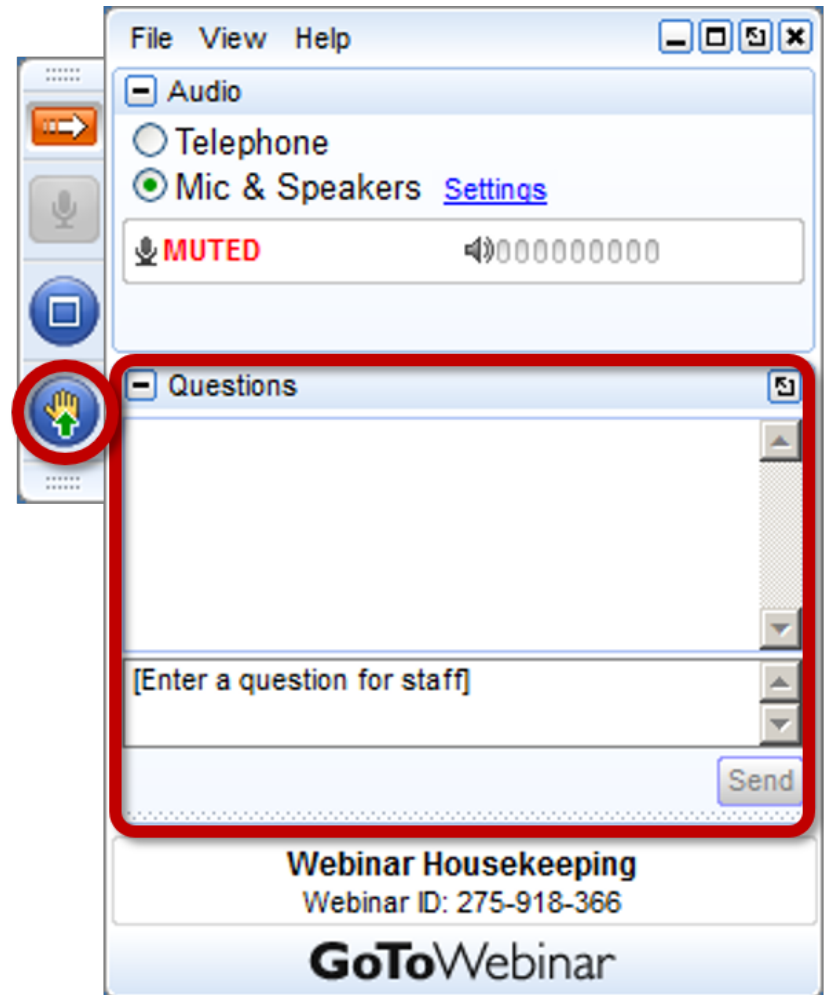 File View Help
Audio
Telephone
Mic & Speakers Settings
MUTED 000000000
Questions
[Enter a question for staff]
Send
Webinar Housekeeping
Webinar ID: 275-918-366
GoToWebinar